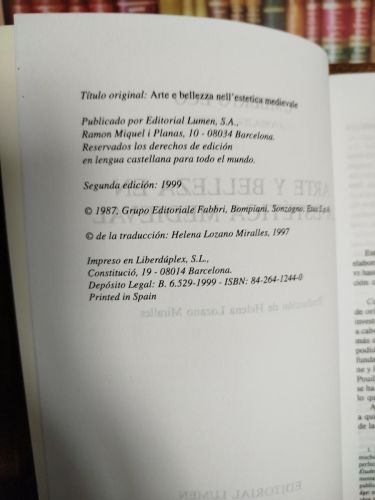 Título original: Arte e bellezza nell'estetica medievale
Publicado por Editorial Lumen, S.A.,
Ramon Miquel i Planas, 10 - 08034 Barcelona.
Reservados los derechos de edición
en lengua castellana para todo el mundo.
Segunda edición: 1999
© 1987, Grupo Editoriale Fabbri, Bompiani, Sonzogno,
© de la traducción: Helena Lozano Miralles, 1997
Impreso en Liberdúplex, S.L.,
Constitució, 19 - 08014 Barcelona.
Depósito Legal: B. 6.529-1999 - ISBN: 84-264-1244-0
Printed in Spain